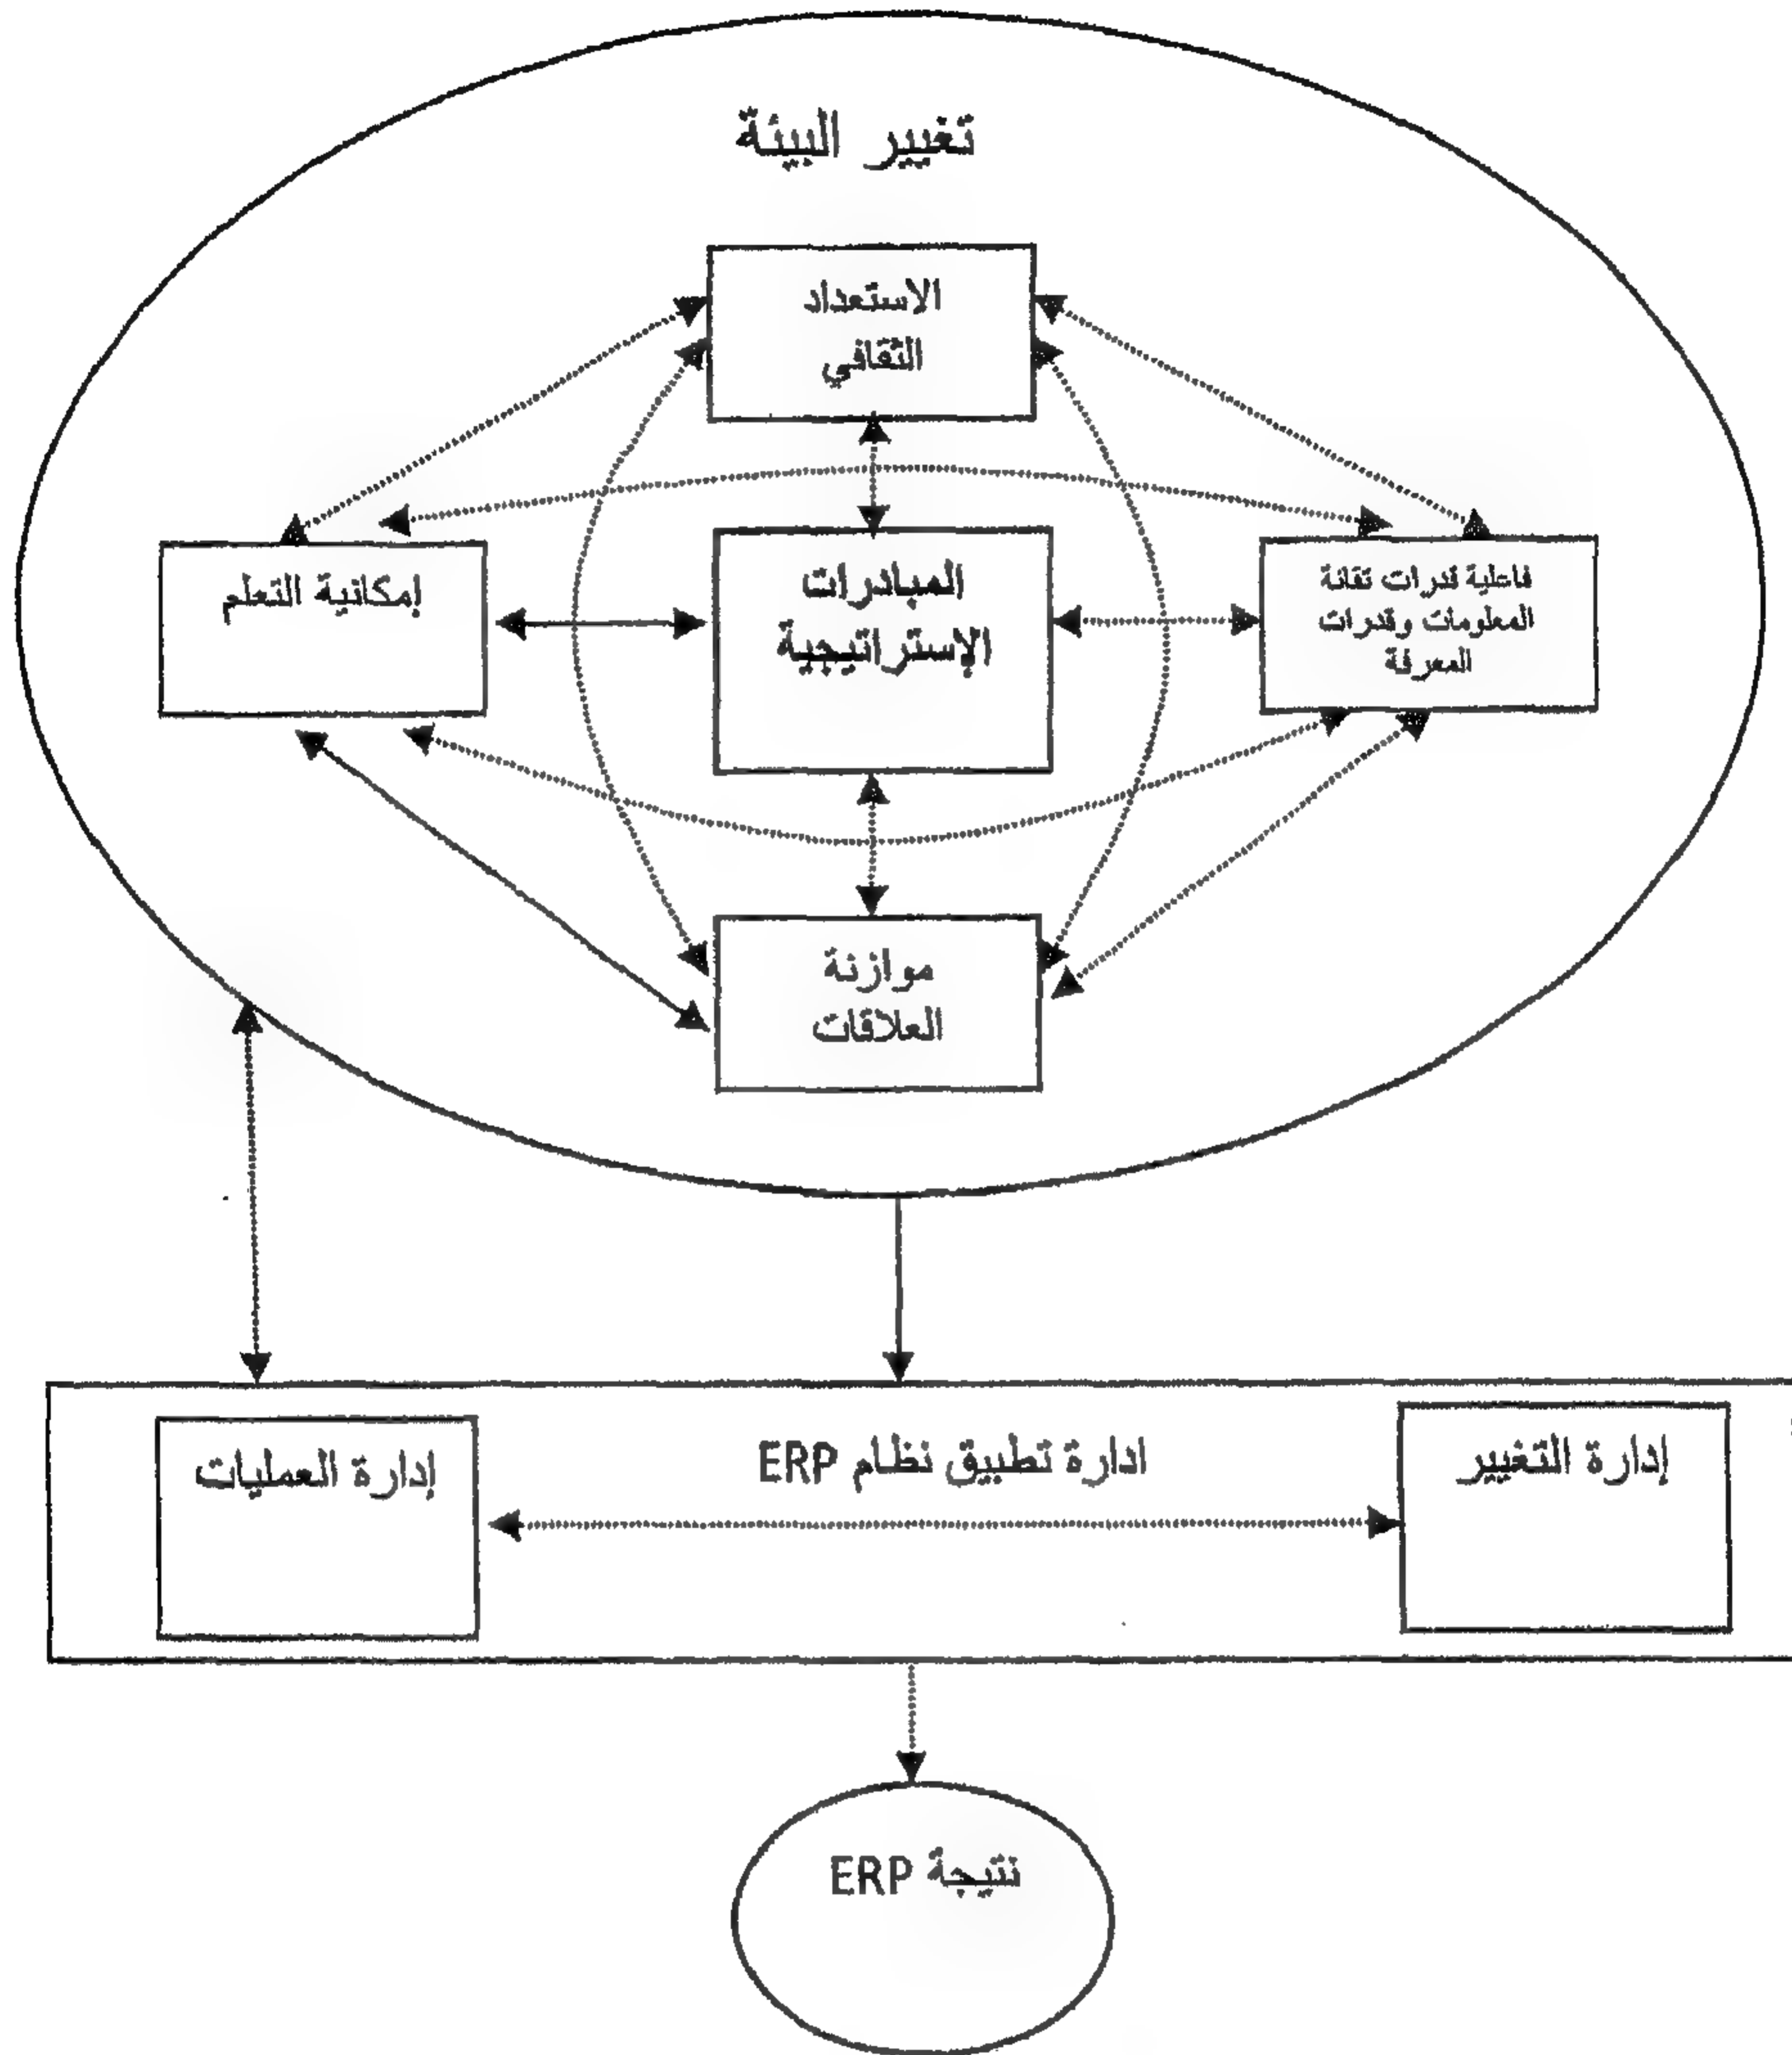 تغيير البيئة
الاستعداد
الثقافي
فاعلية قدرات تقانة
المعلومات وقدرات
المعرفة
المبادرات
الإستراتيجية
إمكانية التعلم
موازنة
العلاقات
إدارة التغيير
ادارة تطبيق نظام ERP
إدارة العمليات
نتيجة ERP